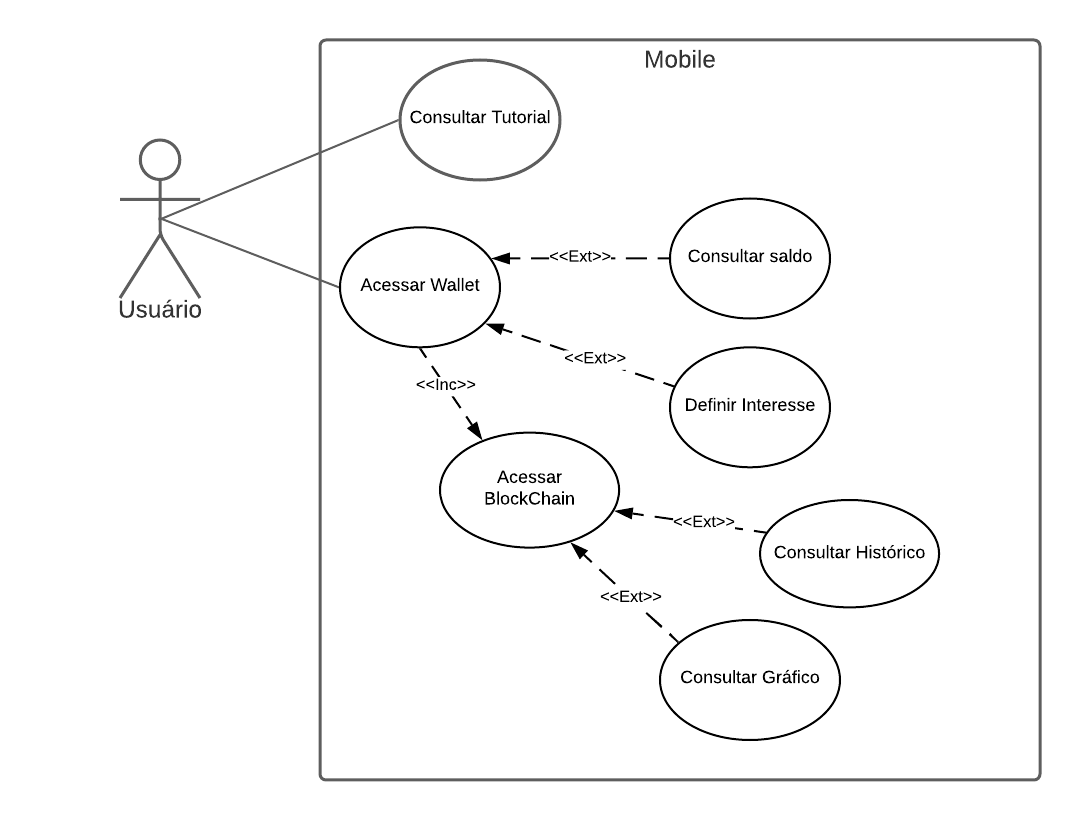 Mobile
Consultar Tutorial
Usuário
Acessar Wallet
<<Ext>>
Consultar saldo
<<Ext>>
Definir Interesse
<<Inc>>
Acessar
BlockChain
<<Ext>>
Consultar Histórico
<<Ext>>
Consultar Gráfico